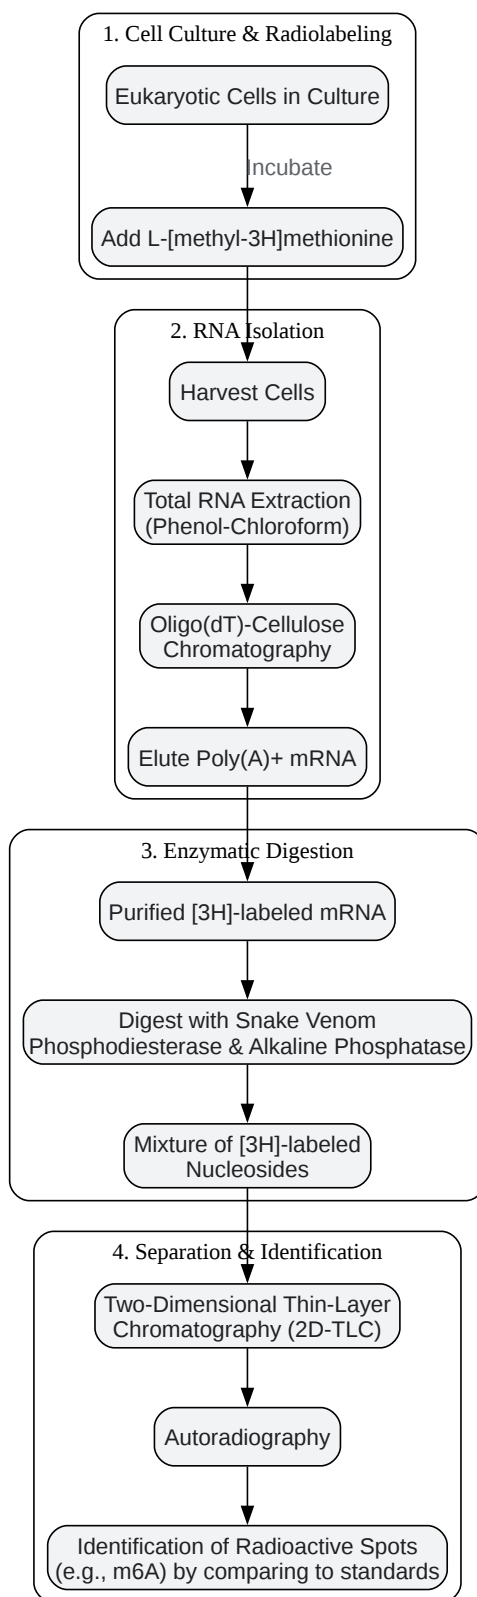 1. Cell Culture & Radiolabeling
Eukaryotic Cells in Culture
Incubate
Add L-[methyl-3H]methionine
2. RNA Isolation
Harvest Cells
Total RNA Extraction
(Phenol-Chloroform)
Oligo(dT)-Cellulose
Chromatography
Elute Poly(A)+ mRNA
3. Enzymatic Digestion
Purified [3H]-labeled mRNA
Digest with Snake Venom
Phosphodiesterase & Alkaline Phosphatase
Mixture of [3H]-labeled
Nucleosides
4. Separation & Identification
Two-Dimensional Thin-Layer
Chromatography (2D-TLC)
Autoradiography
Identification of Radioactive Spots
(e.g., m6A) by comparing to standards